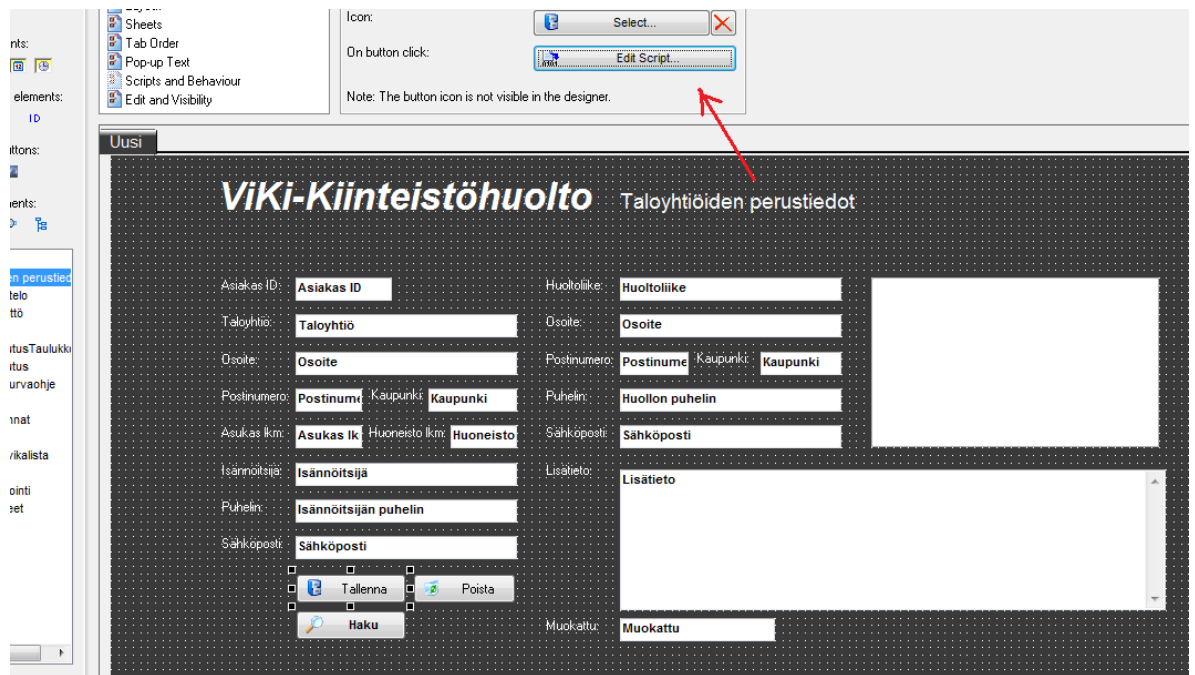 Sheets
Tab Order
Pop-up Text
Scripts and Behaviour
Edit and Visibility
Icon:
Select...
On button click:
Edit Script...
Note: The button icon is not visible in the designer.
nts:
elements:
ID
uttons:
ments:
en perustied
telo
ttö
utusTaulukk
utus
urvaohje
nnat
vikalista
ointi
eet
Uusi
ViKi-Kiinteistöhuolto Taloyhtiöiden perustiedot
Asiakas ID: Asiakas ID
Taloyhtiö: Taloyhtiö
Osoite: Osoite
Postinumero: Postinume Kaupunki: Kaupunki
Asukas lkm: Asukas lk Huoneisto lkm: Huoneisto
Isännöitsijä: Isännöitsijä
Puhelin: Isännöitsijän puhelin
Sähköposti: Sähköposti
Tallenna Poista
Haku
Huoltoliike: Huoltoliike
Osoite: Osoite
Postinumero: Postinume Kaupunki: Kaupunki
Puhelin: Huollon puhelin
Sähköposti: Sähköposti
Lisätieto: Lisätieto
Muokattu: Muokattu